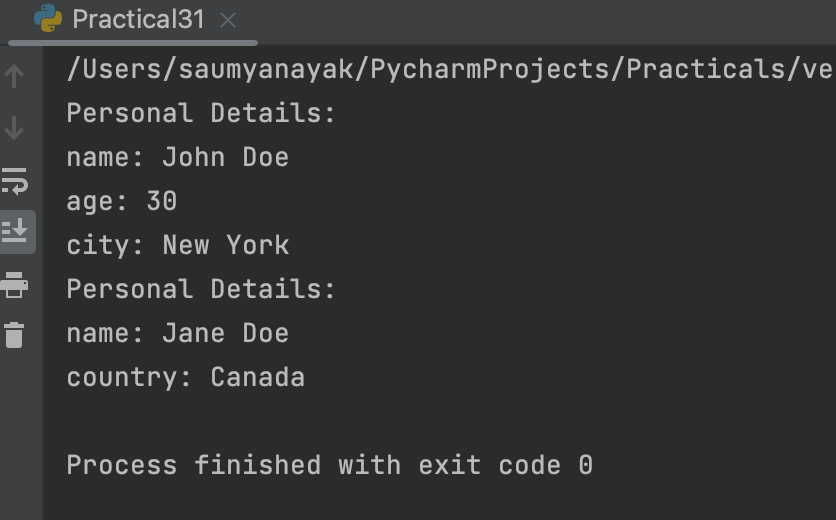 Practical31
/Users/saumyanayak/PycharmProjects/Practicals/ve
Personal Details:
name: John Doe
age: 30
city: New York
Personal Details:
name: Jane Doe
country: Canada
Process finished with exit code 0